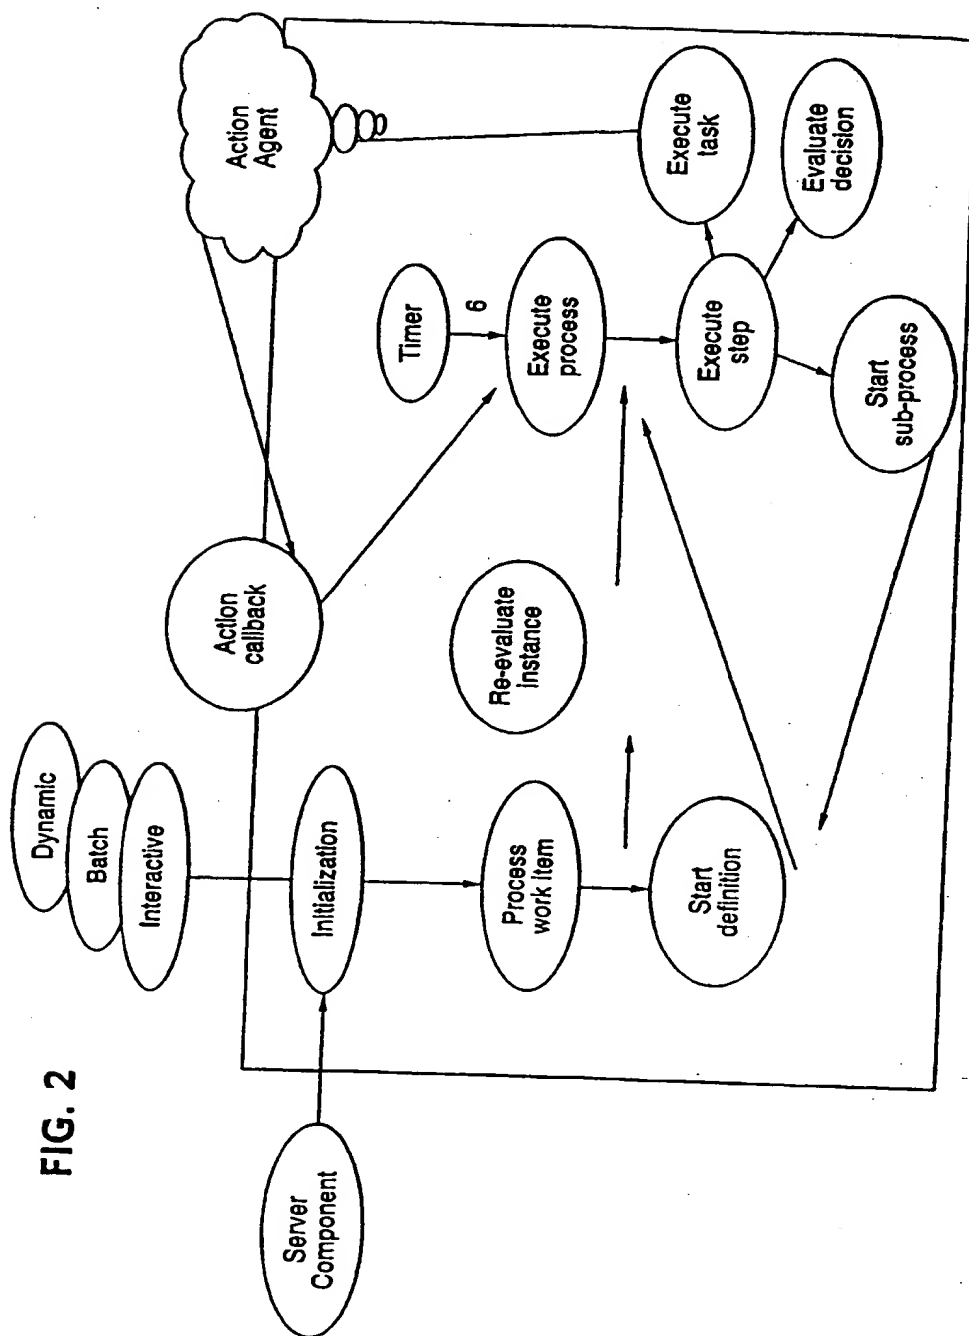 FIG. 2
Dynamic
Batch
Interactive
Server
Component
Initialization
Process
work item
Start
definition
Action
callback
Re-evaluate
instance
Action
Agent
Timer
6
Execute
process
Execute
step
Execute
task
Evaluate
decision
Start
sub-process